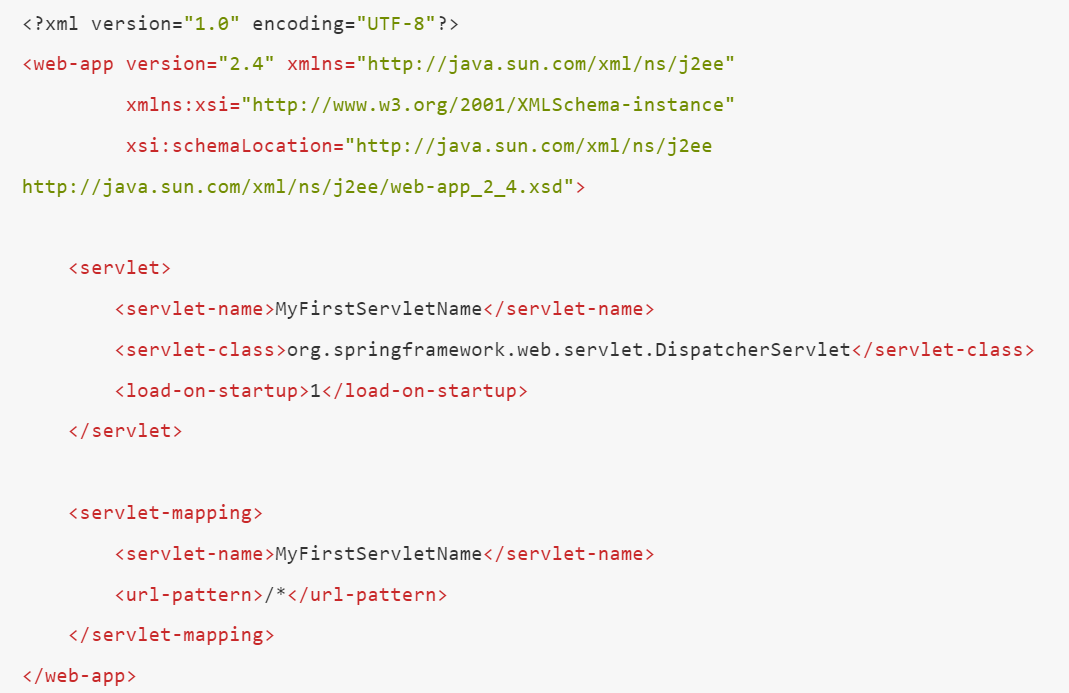 <?xml version="1.0" encoding="UTF-8"?>
<web-app version="2.4" xmlns="http://java.sun.com/xml/ns/j2ee"
         xmlns:xsi="http://www.w3.org/2001/XMLSchema-instance"
         xsi:schemaLocation="http://java.sun.com/xml/ns/j2ee
http://java.sun.com/xml/ns/j2ee/web-app_2_4.xsd">

    <servlet>
        <servlet-name>MyFirstServletName</servlet-name>
        <servlet-class>org.springframework.web.servlet.DispatcherServlet</servlet-class>
        <load-on-startup>1</load-on-startup>
    </servlet>

    <servlet-mapping>
        <servlet-name>MyFirstServletName</servlet-name>
        <url-pattern>/*</url-pattern>
    </servlet-mapping>
</web-app>